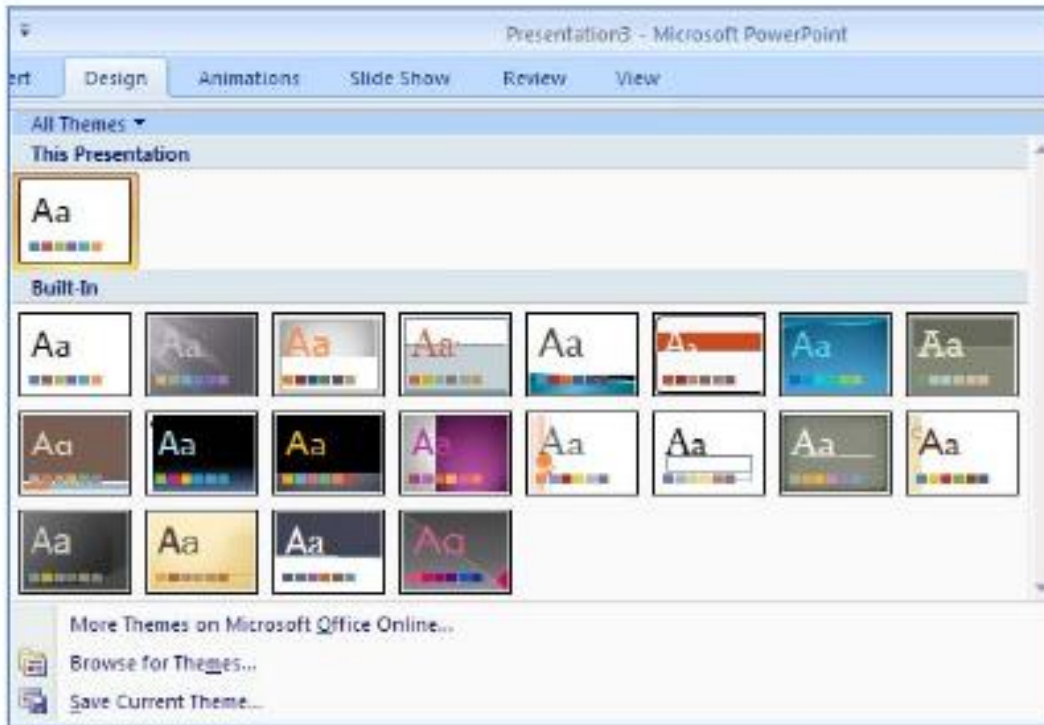 Presentation3 - Microsoft PowerPoint
ert Design Animations Slide Show Review View
All Themes
This Presentation
Aa
Built-In
Aa Aa Aa Aa Aa Aa Aa Aa
Aa Aa Aa Aa Aa Aa Aa Aa
Aa Aa Aa Aa
More Themes on Microsoft Office Online...
Browse for Themes...
Save Current Theme...